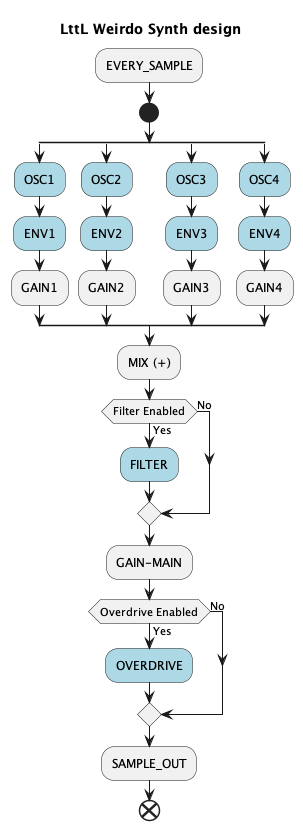 LttL Weirdo Synth design
EVERY_SAMPLE
OSC1 OSC2 OSC3 OSC4
ENV1 ENV2 ENV3 ENV4
GAIN1 GAIN2 GAIN3 GAIN4
MIX (+)
Filter Enabled No
Yes
FILTER
GAIN-MAIN
Overdrive Enabled No
Yes
OVERDRIVE
SAMPLE_OUT